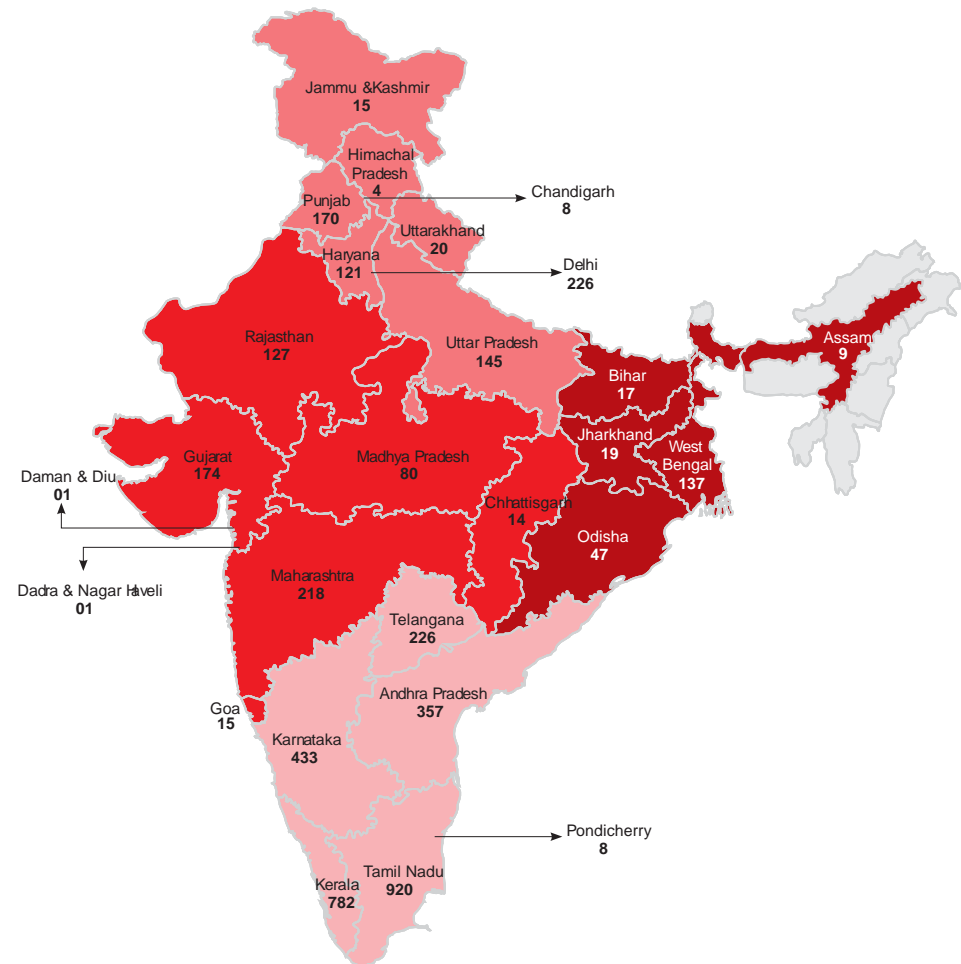 Jammu & Kashmir
15
Himachal
Pradesh
4
Chandigarh
8
Punjab
170
Uttarakhand
20
Haryana
121
Delhi
226
Rajasthan
127
Uttar Pradesh
145
Assam
9
Bihar
17
Jharkhand
19
West
Bengal
137
Gujarat
174
Madhya Pradesh
80
Daman & Diu
01
Chhattisgarh
14
Odisha
47
Dadra & Nagar Haveli
01
Maharashtra
218
Telangana
226
Andhra Pradesh
357
Goa
15
Karnataka
433
Pondicherry
8
Tamil Nadu
920
Kerala
782